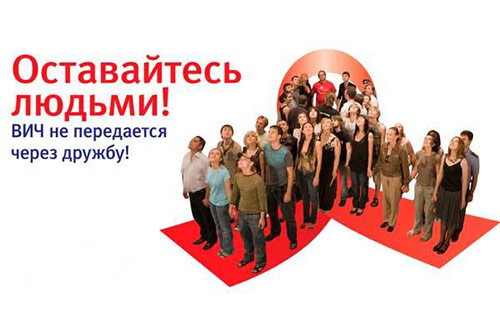 Оставайтесь
людьми!
ВИЧ не передается
через дружбу!